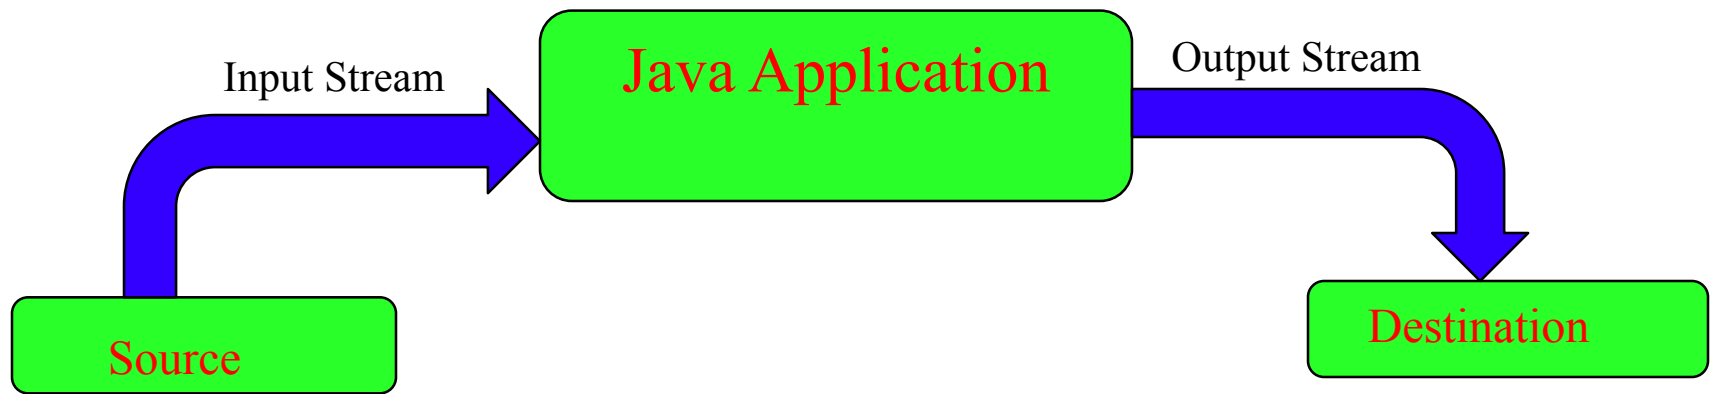 Input Stream
Java Application
Output Stream
Source
Destination